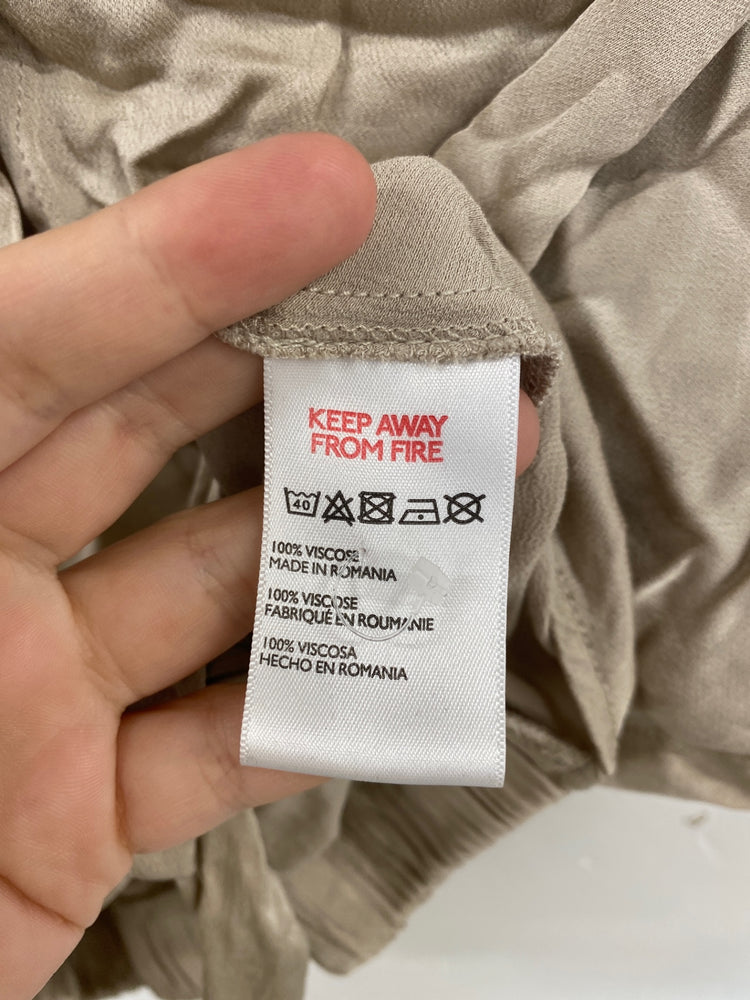 KEEP AWAY
FROM FIRE
40
100% VISCOSE
MADE IN ROMANIA
100% VISCOSE
FABRIQUÉ EN ROUMANIE
100% VISCOSA
HECHO EN ROMANIA